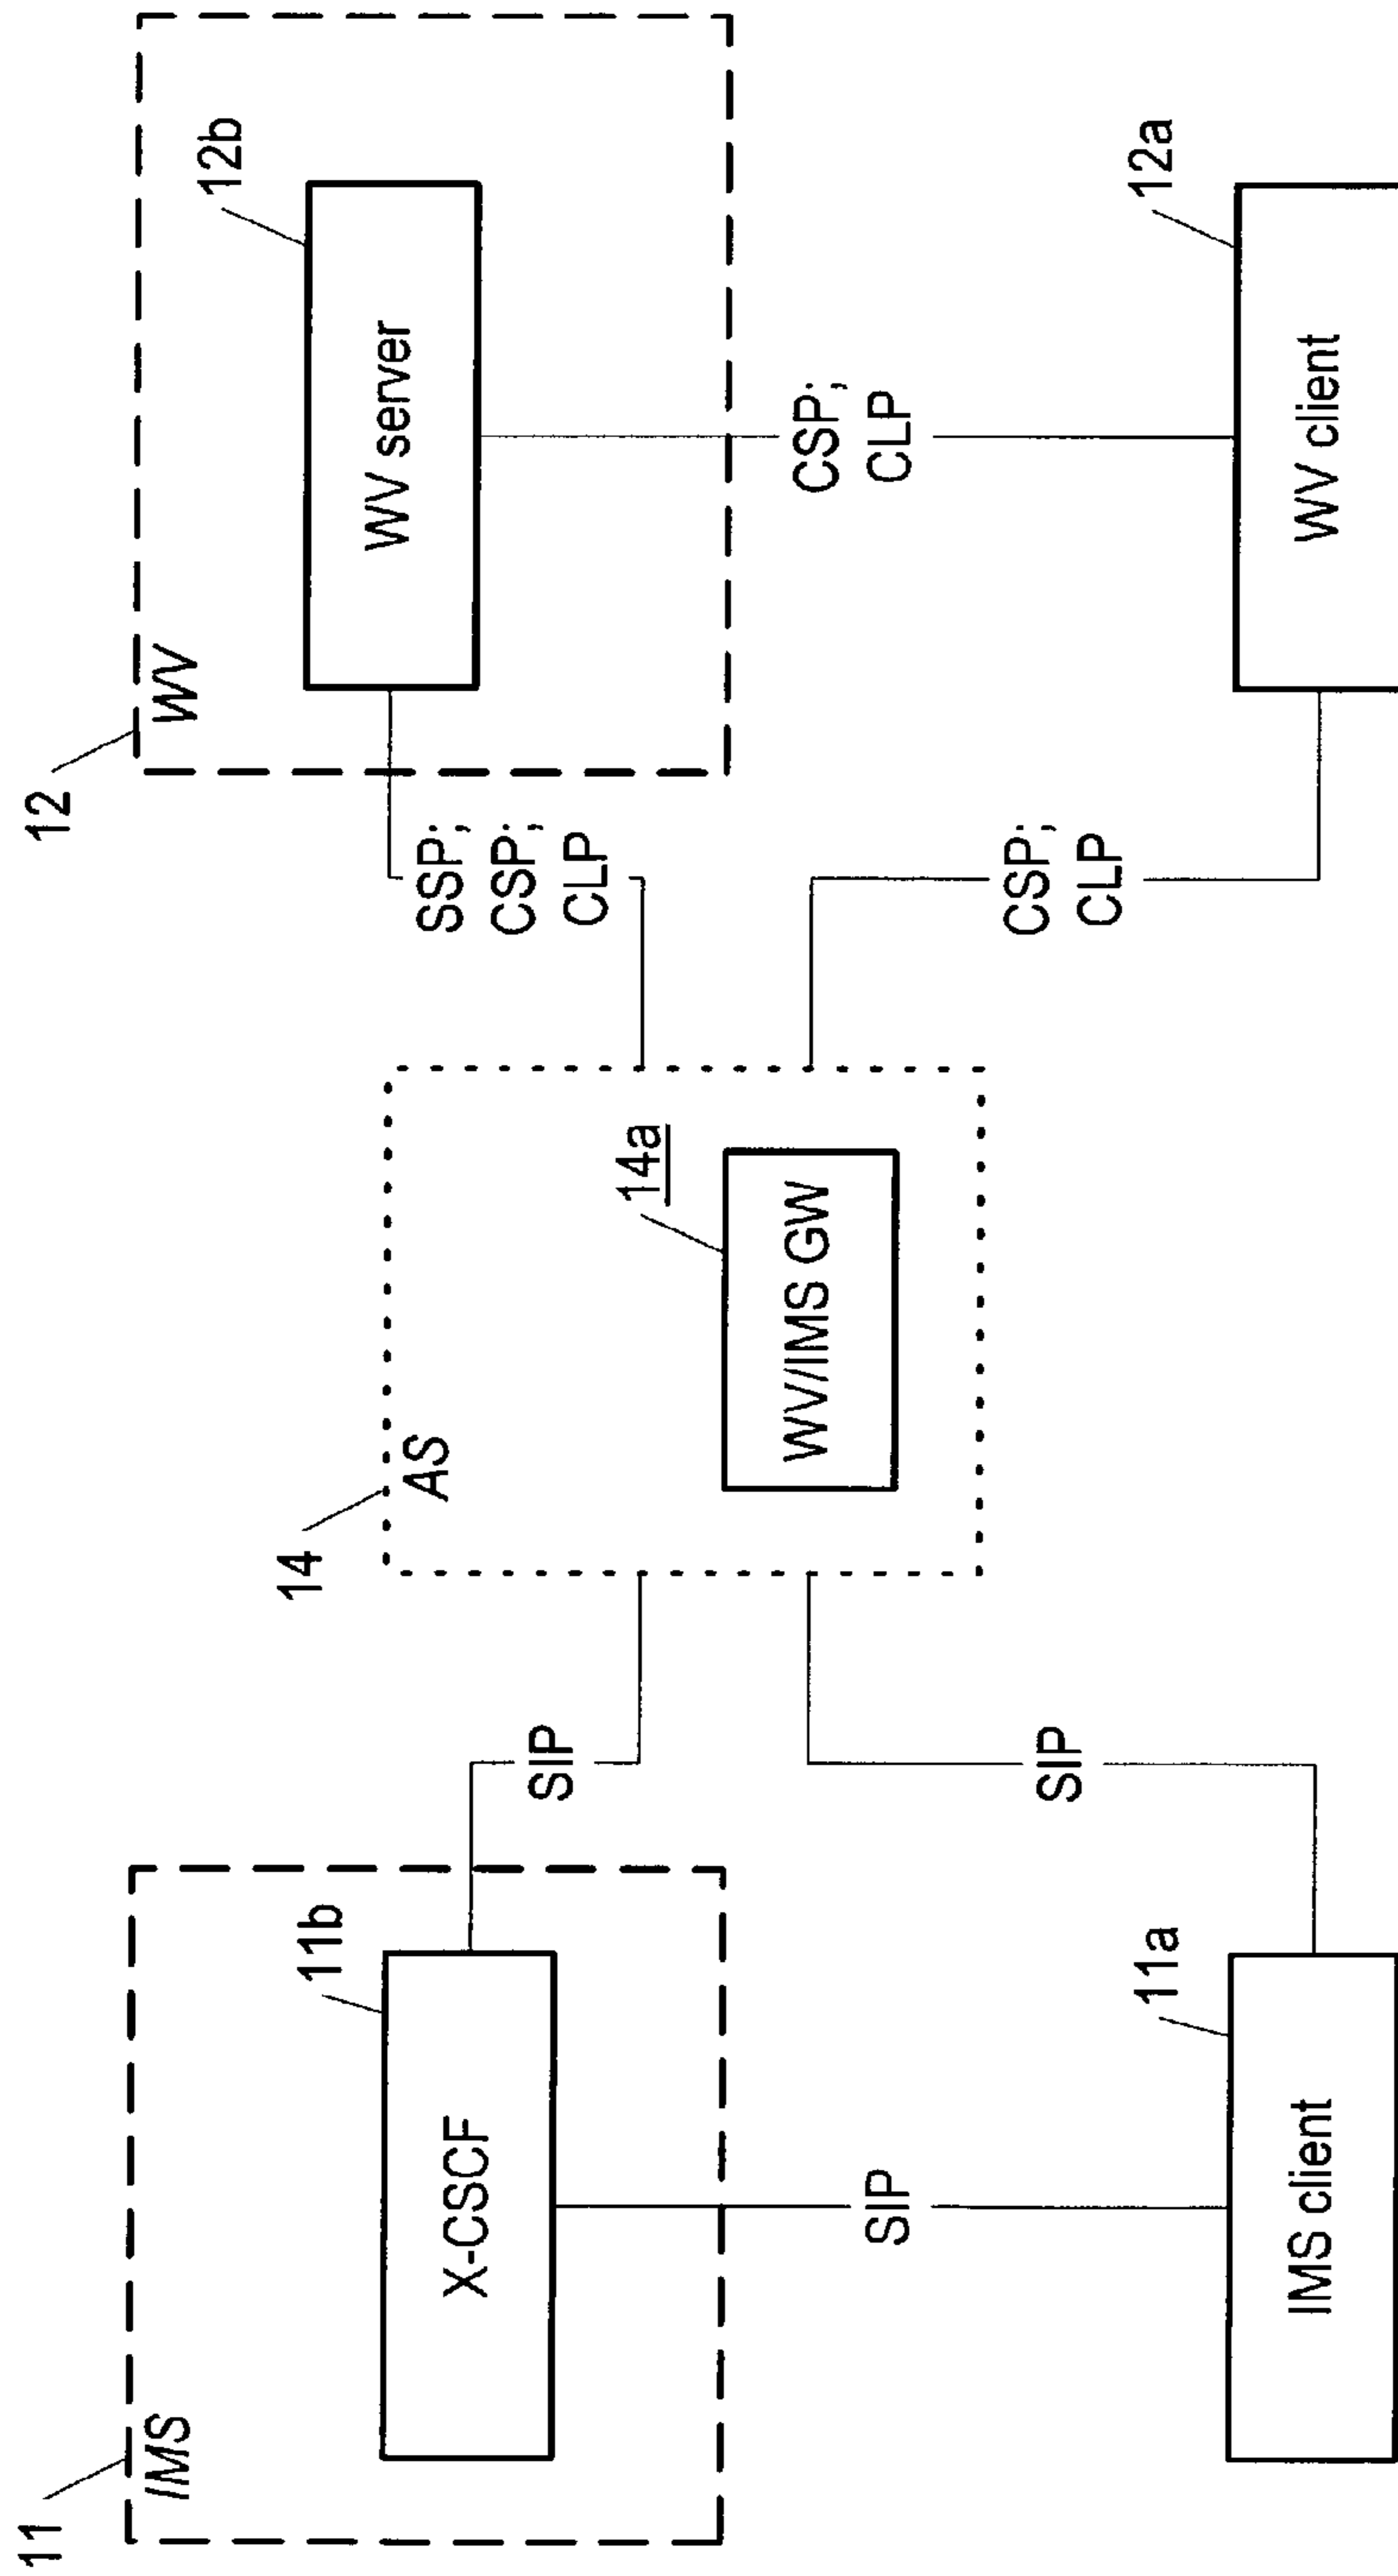 11
IMS
11b
X-CSCF
SIP
11a
IMS client
SIP
SIP
14
AS
14a
WV/IMS GW
SSP;
CSP;
CLP
CSP;
CLP
12
WV
12b
WV server
CSP;
CLP
12a
WV client